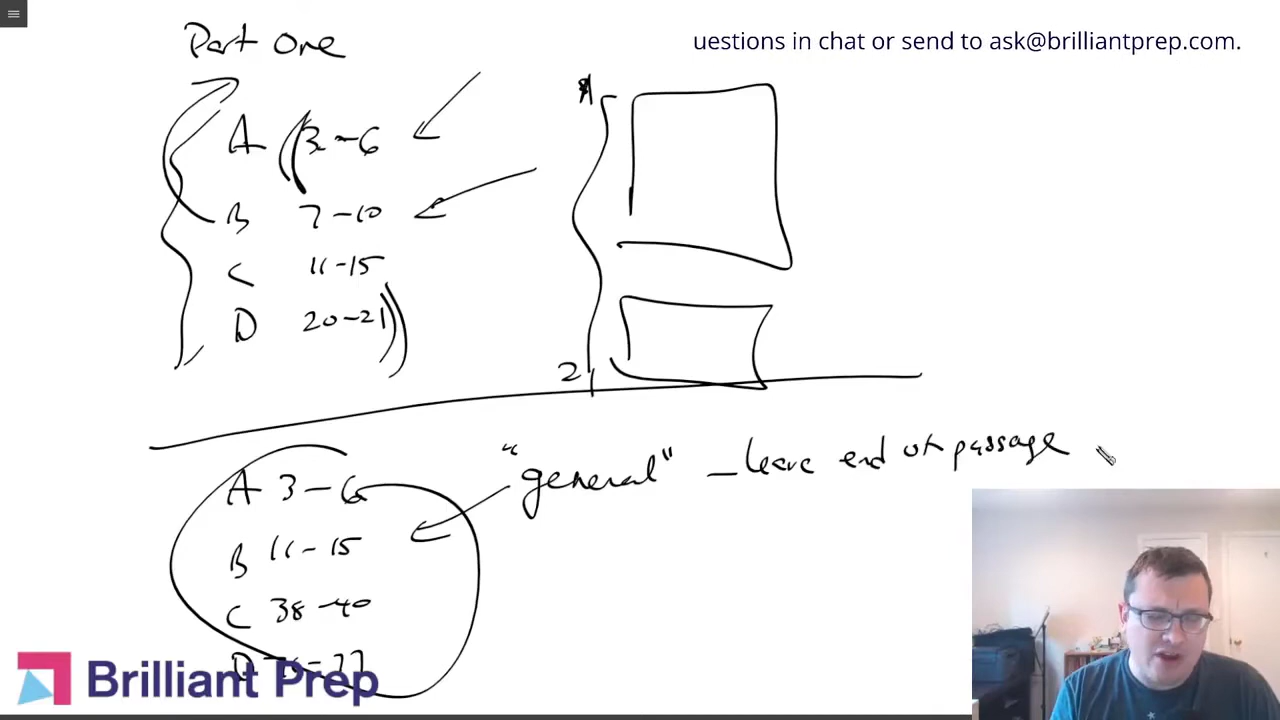 Part One
uestions in chat or send to ask@brilliantprep.com.
A 3-6
B 7-10
C 11-15
D 20-21
21
A 3-6
"general" - leave end of passage
B 11-15
C 38-40
D
Brilliant Prep